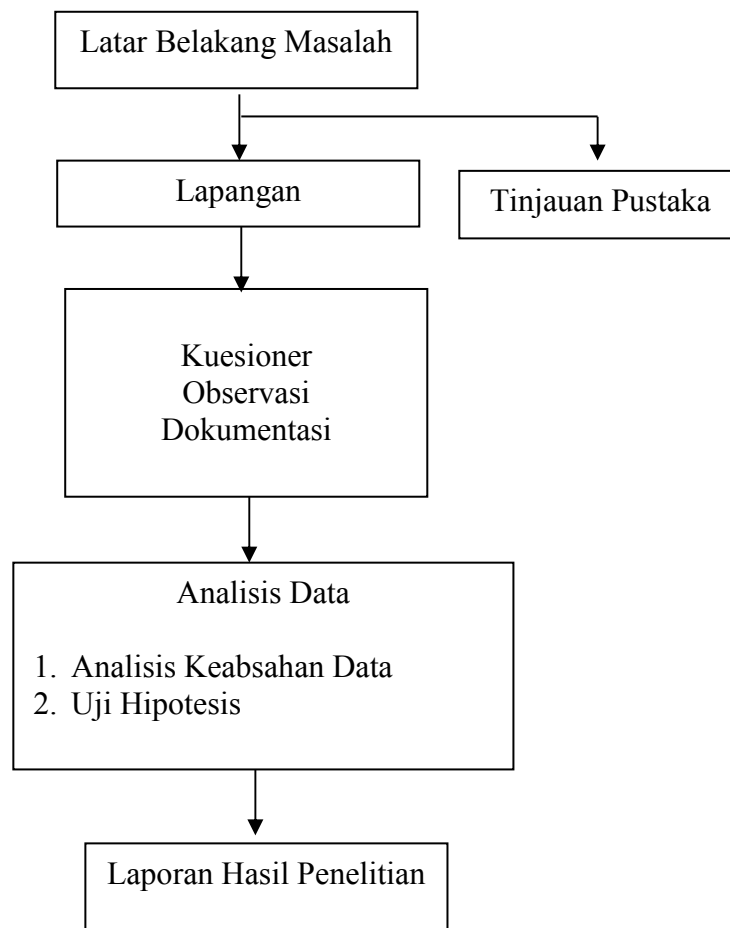 Latar Belakang Masalah
Lapangan
Tinjauan Pustaka
Kuesioner
Observasi
Dokumentasi
Analisis Data
1. Analisis Keabsahan Data
2. Uji Hipotesis
Laporan Hasil Penelitian